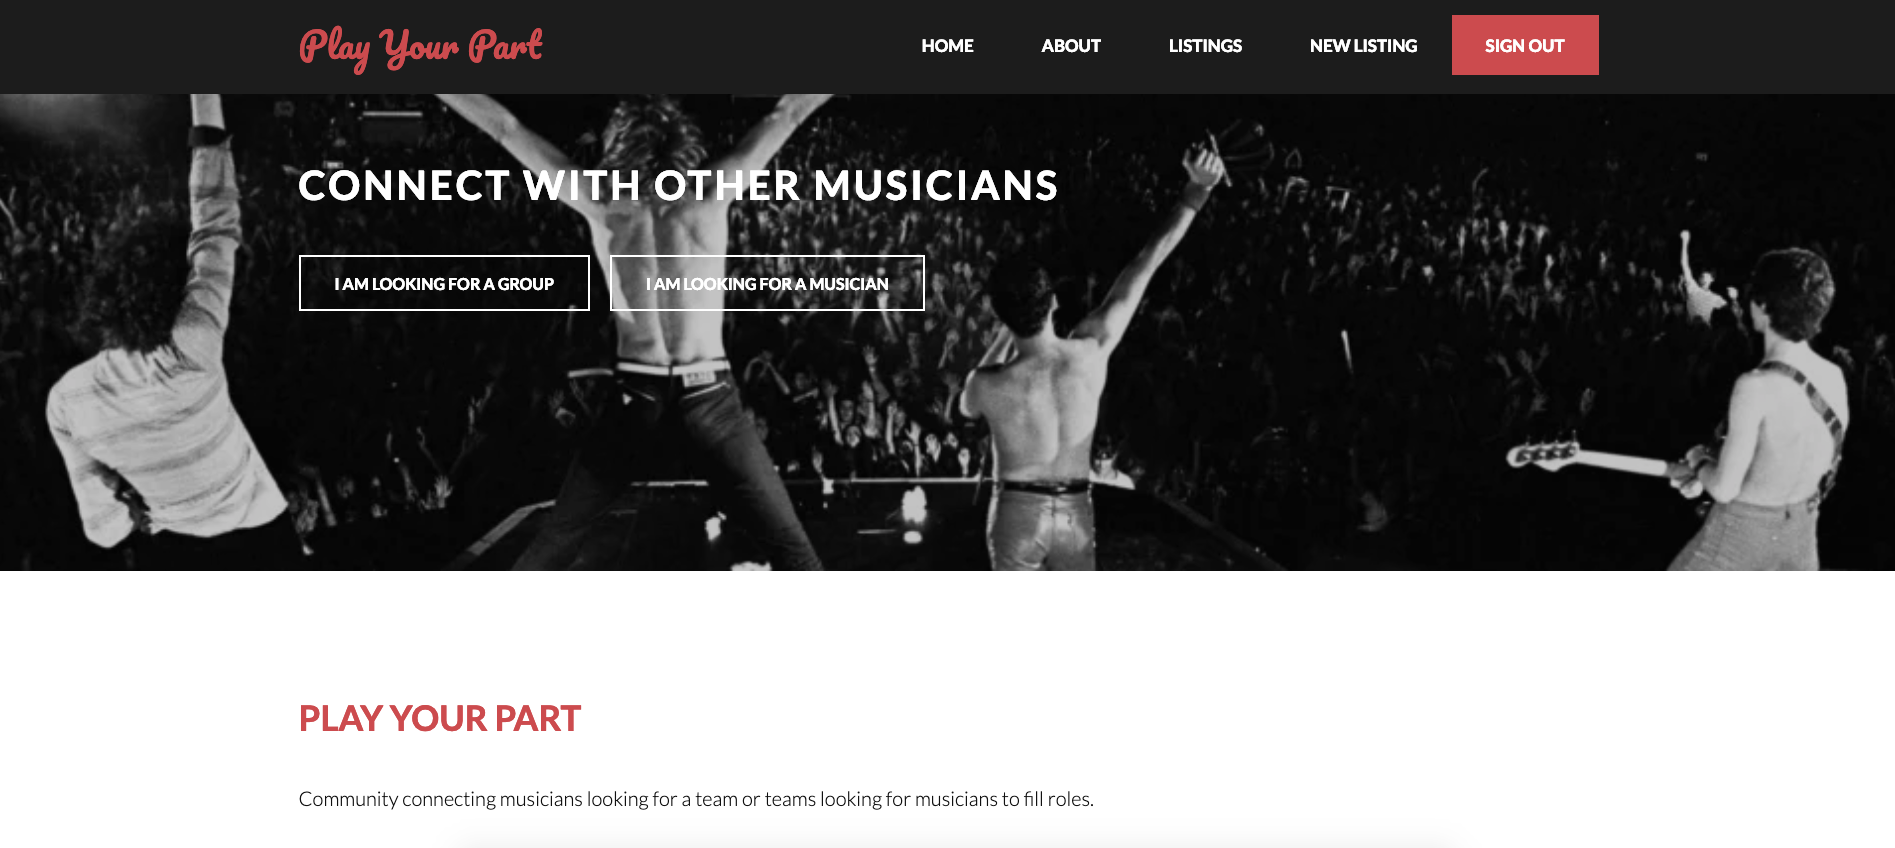 Play Your Part
HOME ABOUT LISTINGS NEW LISTING SIGN OUT
CONNECT WITH OTHER MUSICIANS
I AM LOOKING FOR A GROUP I AM LOOKING FOR A MUSICIAN
PLAY YOUR PART
Community connecting musicians looking for a team or teams looking for musicians to fill roles.